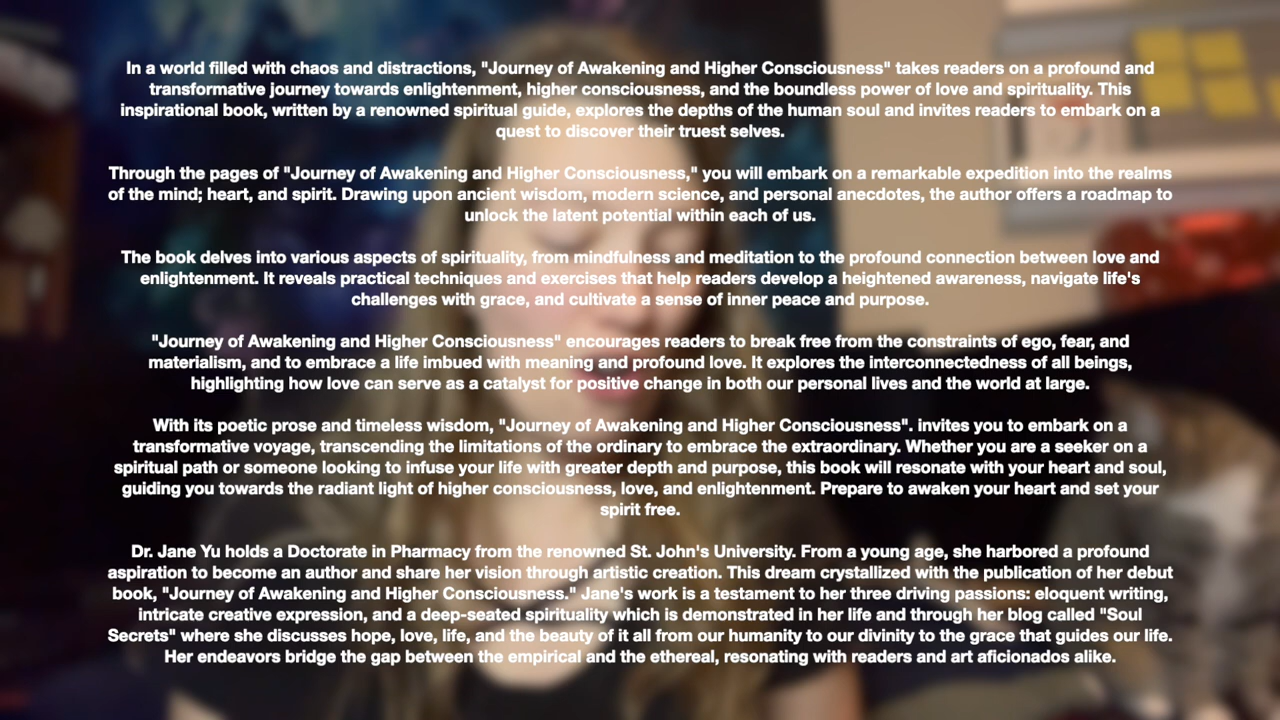 In a world filled with chaos and distractions, "Journey of Awakening and Higher Consciousness" takes readers on a profound and
transformative journey towards enlightenment, higher consciousness, and the boundless power of love and spirituality. This
inspirational book, written by a renowned spiritual guide, explores the depths of the human soul and invites readers to embark on a
quest to discover their truest selves.
Through the pages of "Journey of Awakening and Higher Consciousness," you will embark on a remarkable expedition into the realms
of the mind; heart, and spirit. Drawing upon ancient wisdom, modern science, and personal anecdotes, the author offers a roadmap to
unlock the latent potential within each of us.
The book delves into various aspects of spirituality, from mindfulness and meditation to the profound connection between love and
enlightenment. It reveals practical techniques and exercises that help readers develop a heightened awareness, navigate life's
challenges with grace, and cultivate a sense of inner peace and purpose.
"Journey of Awakening and Higher Consciousness" encourages readers to break free from the constraints of ego, fear, and
materialism, and to embrace a life imbued with meaning and profound love. It explores the interconnectedness of all beings,
highlighting how love can serve as a catalyst for positive change in both our personal lives and the world at large.
With its poetic prose and timeless wisdom, "Journey of Awakening and Higher Consciousness". invites you to embark on a
transformative voyage, transcending the limitations of the ordinary to embrace the extraordinary. Whether you are a seeker on a
spiritual path or someone looking to infuse your life with greater depth and purpose, this book will resonate with your heart and soul,
guiding you towards the radiant light of higher consciousness, love, and enlightenment. Prepare to awaken your heart and set your
spirit free.
Dr. Jane Yu holds a Doctorate in Pharmacy from the renowned St. John's University. From a young age, she harbored a profound
aspiration to become an author and share her vision through artistic creation. This dream crystallized with the publication of her debut
book, "Journey of Awakening and Higher Consciousness." Jane's work is a testament to her three driving passions: eloquent writing,
intricate creative expression, and a deep-seated spirituality which is demonstrated in her life and through her blog called "Soul
Secrets" where she discusses hope, love, life, and the beauty of it all from our humanity to our divinity to the grace that guides our life.
Her endeavors bridge the gap between the empirical and the ethereal, resonating with readers and art aficionados alike.